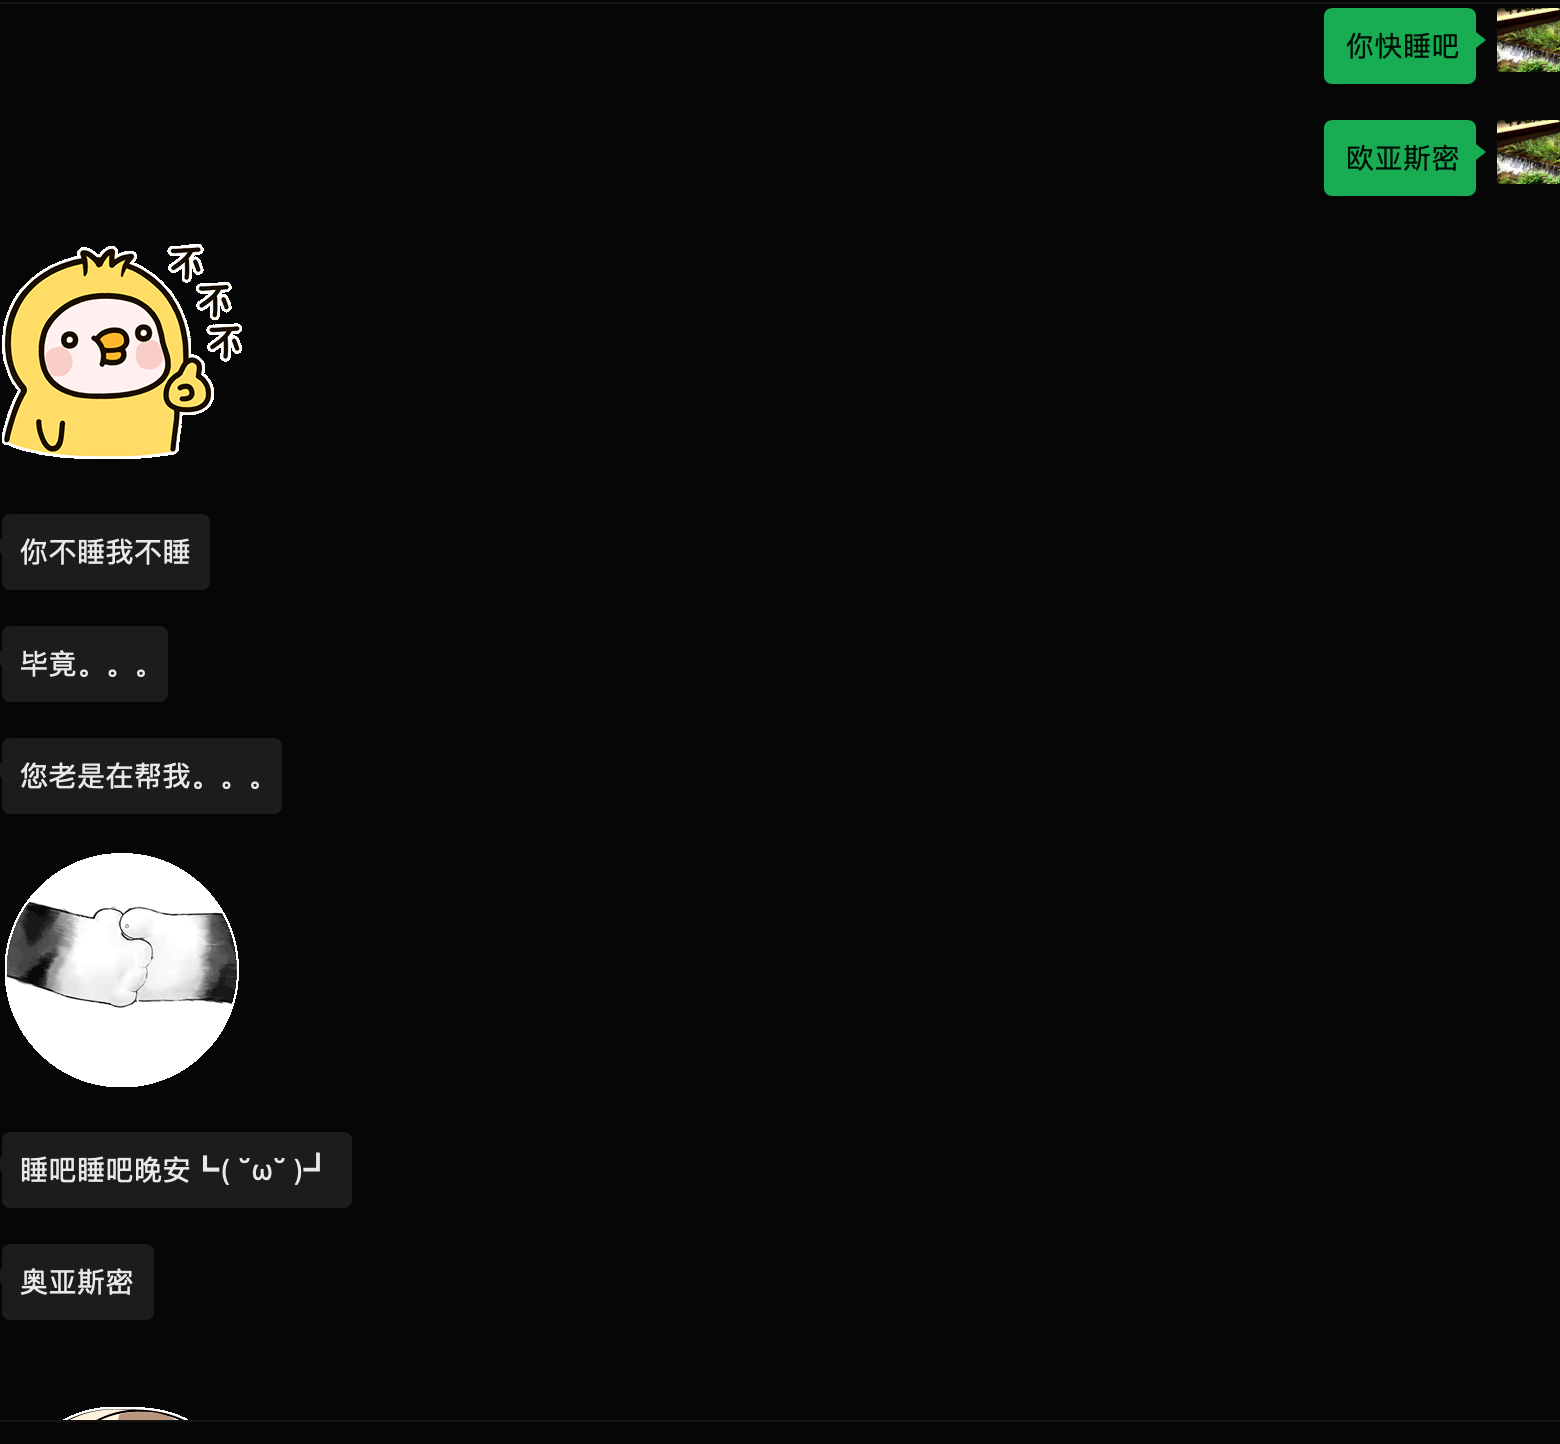 你快睡吧
欧亚斯密
不
不
不
你不睡我不睡
毕竟。。。
您老是在帮我。。。
睡吧睡吧晚安┗( ˘ω˘ )┛
奥亚斯密